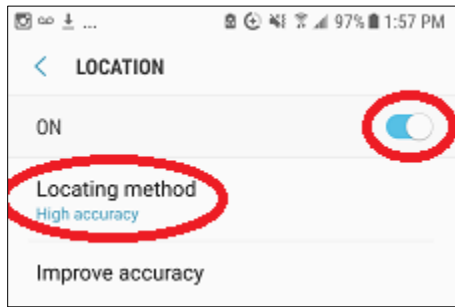 ... 97% 1:57 PM
< LOCATION
ON
Locating method
High accuracy
Improve accuracy